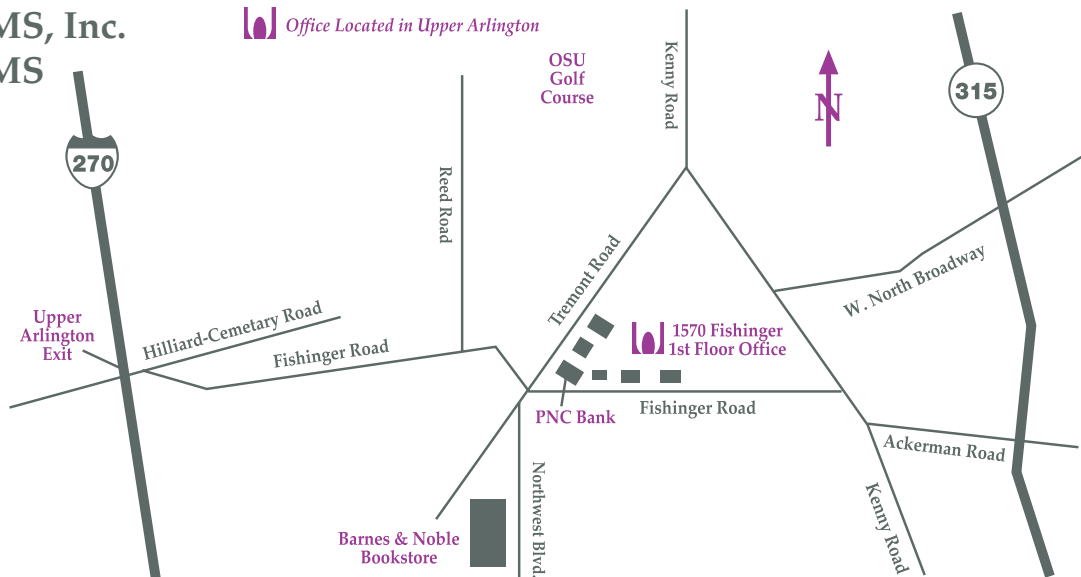 MS, Inc.
MS
Office Located in Upper Arlington
OSU
Golf
Course
Kenny Road
N
315
270
Reed Road
Tremont Road
W. North Broadway
Upper
Arlington
Exit
Hilliard-Cemetary Road
Fishinger Road
1570 Fishinger
1st Floor Office
PNC Bank
Fishinger Road
Ackerman Road
Kenny Road
Northwest Blvd.
Barnes & Noble
Bookstore